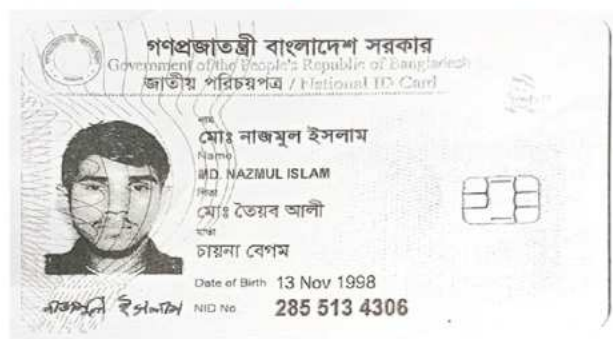 গণপ্রজাতন্ত্রী বাংলাদেশ সরকার
Government of the People's Republic of Bangladesh
জাতীয় পরিচয়পত্র / National ID Card
নাম
মোঃ নাজমুল ইসলাম
Name
MD. NAZMUL ISLAM
পিতা
মোঃ তৈয়ব আলী
মাতা
চায়না বেগম
Date of Birth 13 Nov 1998
নাজমুল ইসলাম NID No 285 513 4306